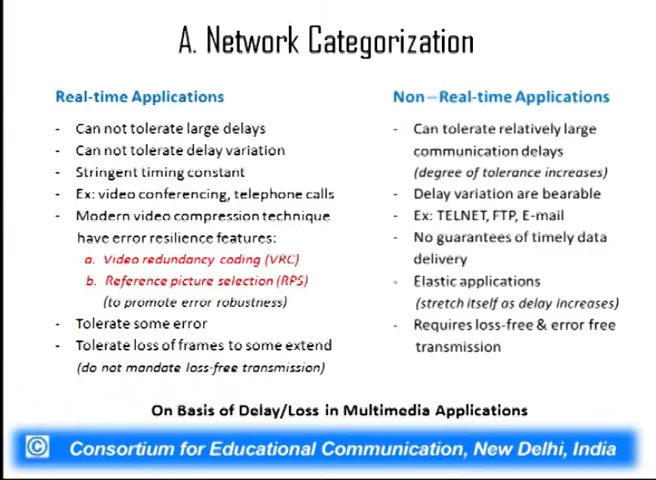 A. Network Categorization
Real-time Applications
- Can not tolerate large delays
- Can not tolerate delay variation
- Stringent timing constant
- Ex: video conferencing, telephone calls
- Modern video compression technique
have error resilience features:
a. Video redundancy coding (VRC)
b. Reference picture selection (RPS)
(to promote error robustness)
- Tolerate some error
- Tolerate loss of frames to some extend
(do not mandate loss-free transmission)
Non–Real-time Applications
- Can tolerate relatively large
communication delays
(degree of tolerance increases)
- Delay variation are bearable
- Ex: TELNET, FTP, E-mail
- No guarantees of timely data
delivery
- Elastic applications
(stretch itself as delay increases)
- Requires loss-free & error free
transmission
On Basis of Delay/Loss in Multimedia Applications
© Consortium for Educational Communication, New Delhi, India